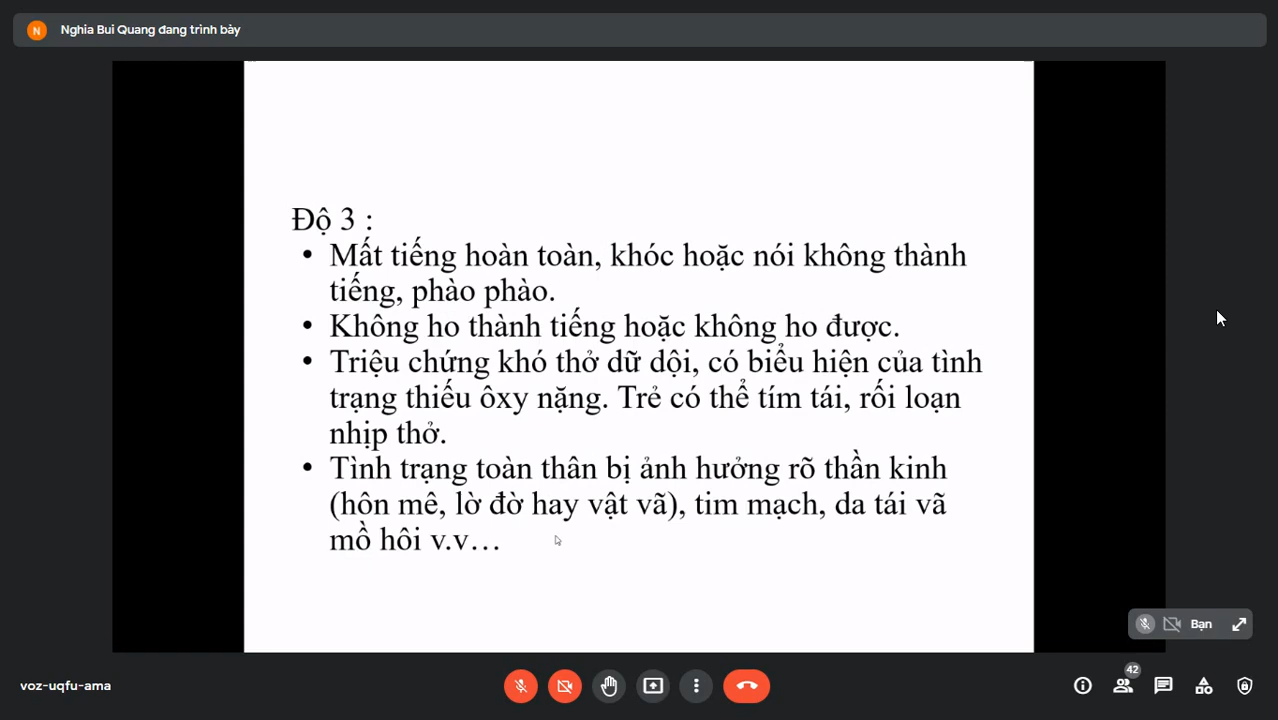 N
Nghia Bui Quang đang trình bày
Độ 3 :
• Mất tiếng hoàn toàn, khóc hoặc nói không thành
tiếng, phào phào.
• Không ho thành tiếng hoặc không ho được.
• Triệu chứng khó thở dữ dội, có biểu hiện của tình
trạng thiếu ôxy nặng. Trẻ có thể tím tái, rối loạn
nhịp thở.
• Tình trạng toàn thân bị ảnh hưởng rõ thần kinh
(hôn mê, lờ đờ hay vật vã), tim mạch, da tái vã
mồ hôi v.v…
Bạn
voz-uqfu-ama
42